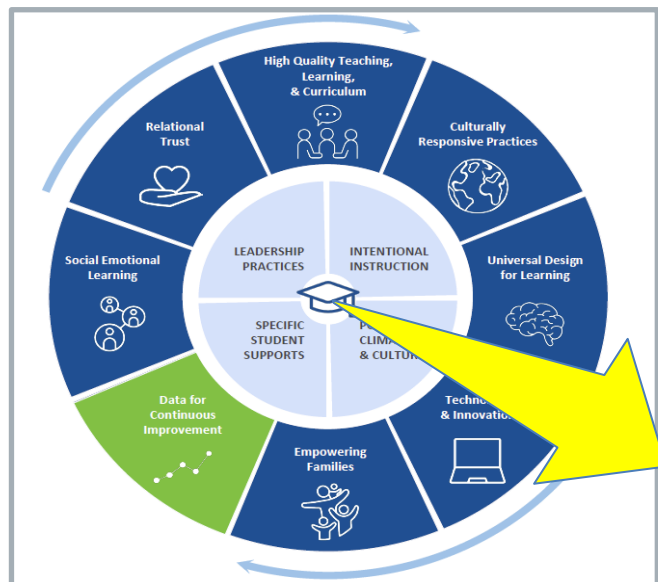 High Quality Teaching,
Learning,
& Curriculum
Relational
Trust
Culturally
Responsive Practices
LEADERSHIP
PRACTICES
INTENTIONAL
INSTRUCTION
Social Emotional
Learning
Universal Design
for Learning
SPECIFIC
STUDENT
SUPPORTS
& CULTUR
Data for
Continuous
Improvement
& Innovation
Empowering
Families